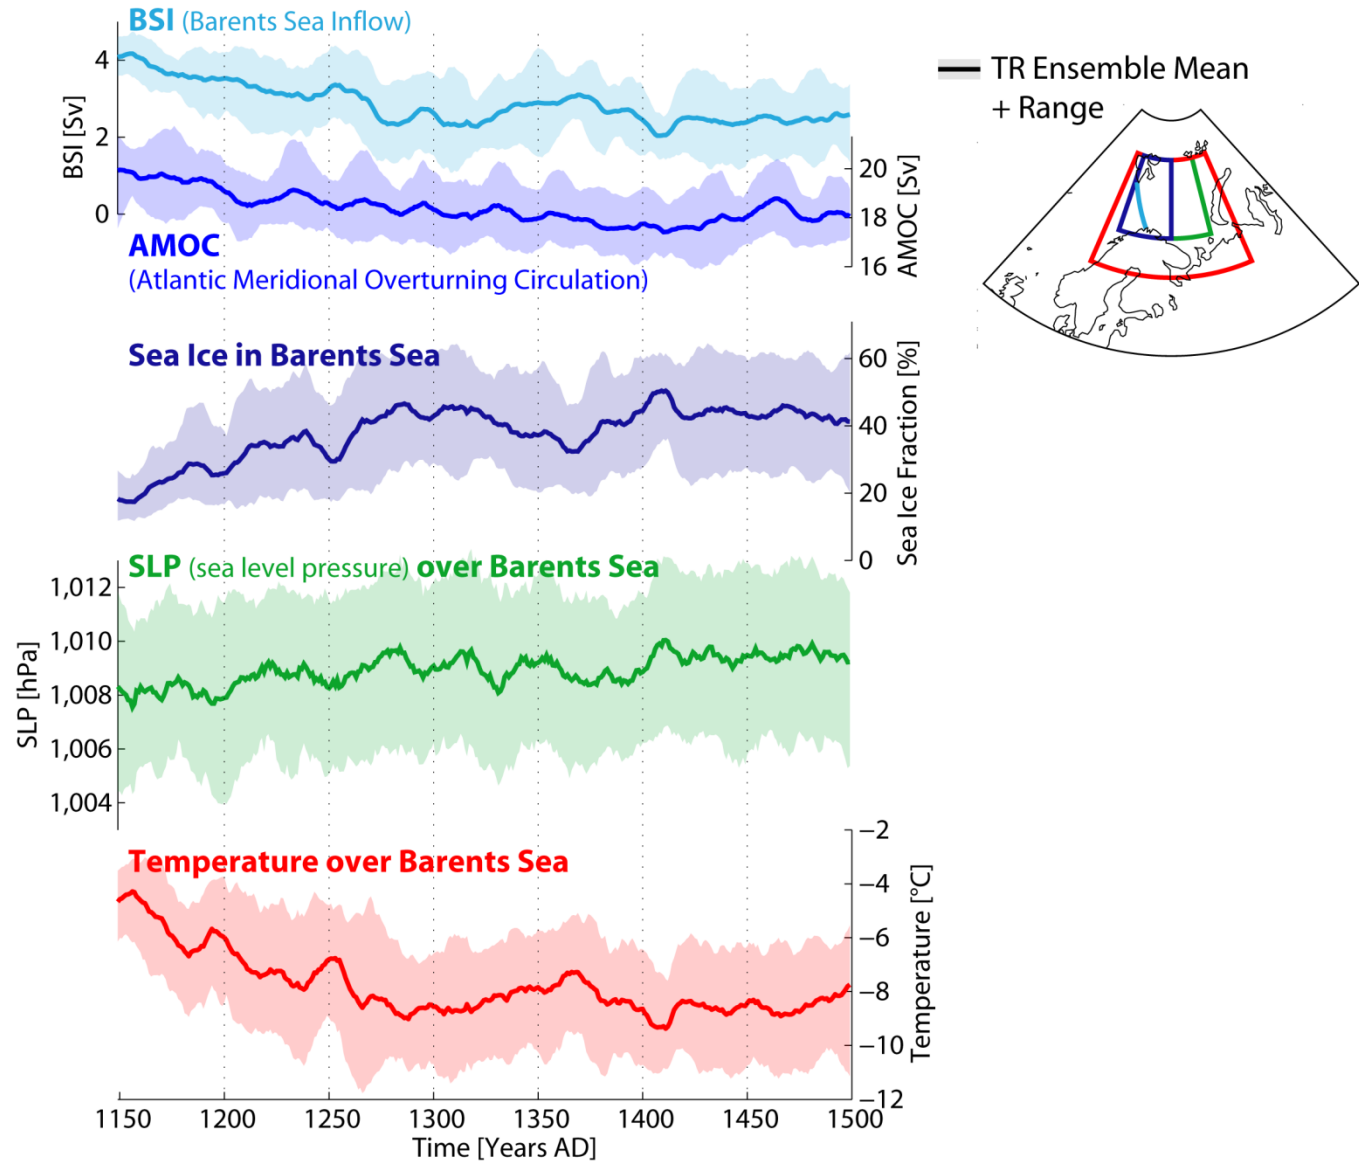 BSI (Barents Sea Inflow)
4
2
0
BSI [Sv]
20
18
16
AMOC [Sv]
AMOC
(Atlantic Meridional Overturning Circulation)
TR Ensemble Mean
+ Range
Sea Ice in Barents Sea
60
40
20
0
Sea Ice Fraction [%]
SLP (sea level pressure) over Barents Sea
1,012
1,010
1,008
1,006
1,004
SLP [hPa]
Temperature over Barents Sea
−2
−4
−6
−8
−10
−12
Temperature [°C]
1150 1200 1250 1300 1350 1400 1450 1500
Time [Years AD]